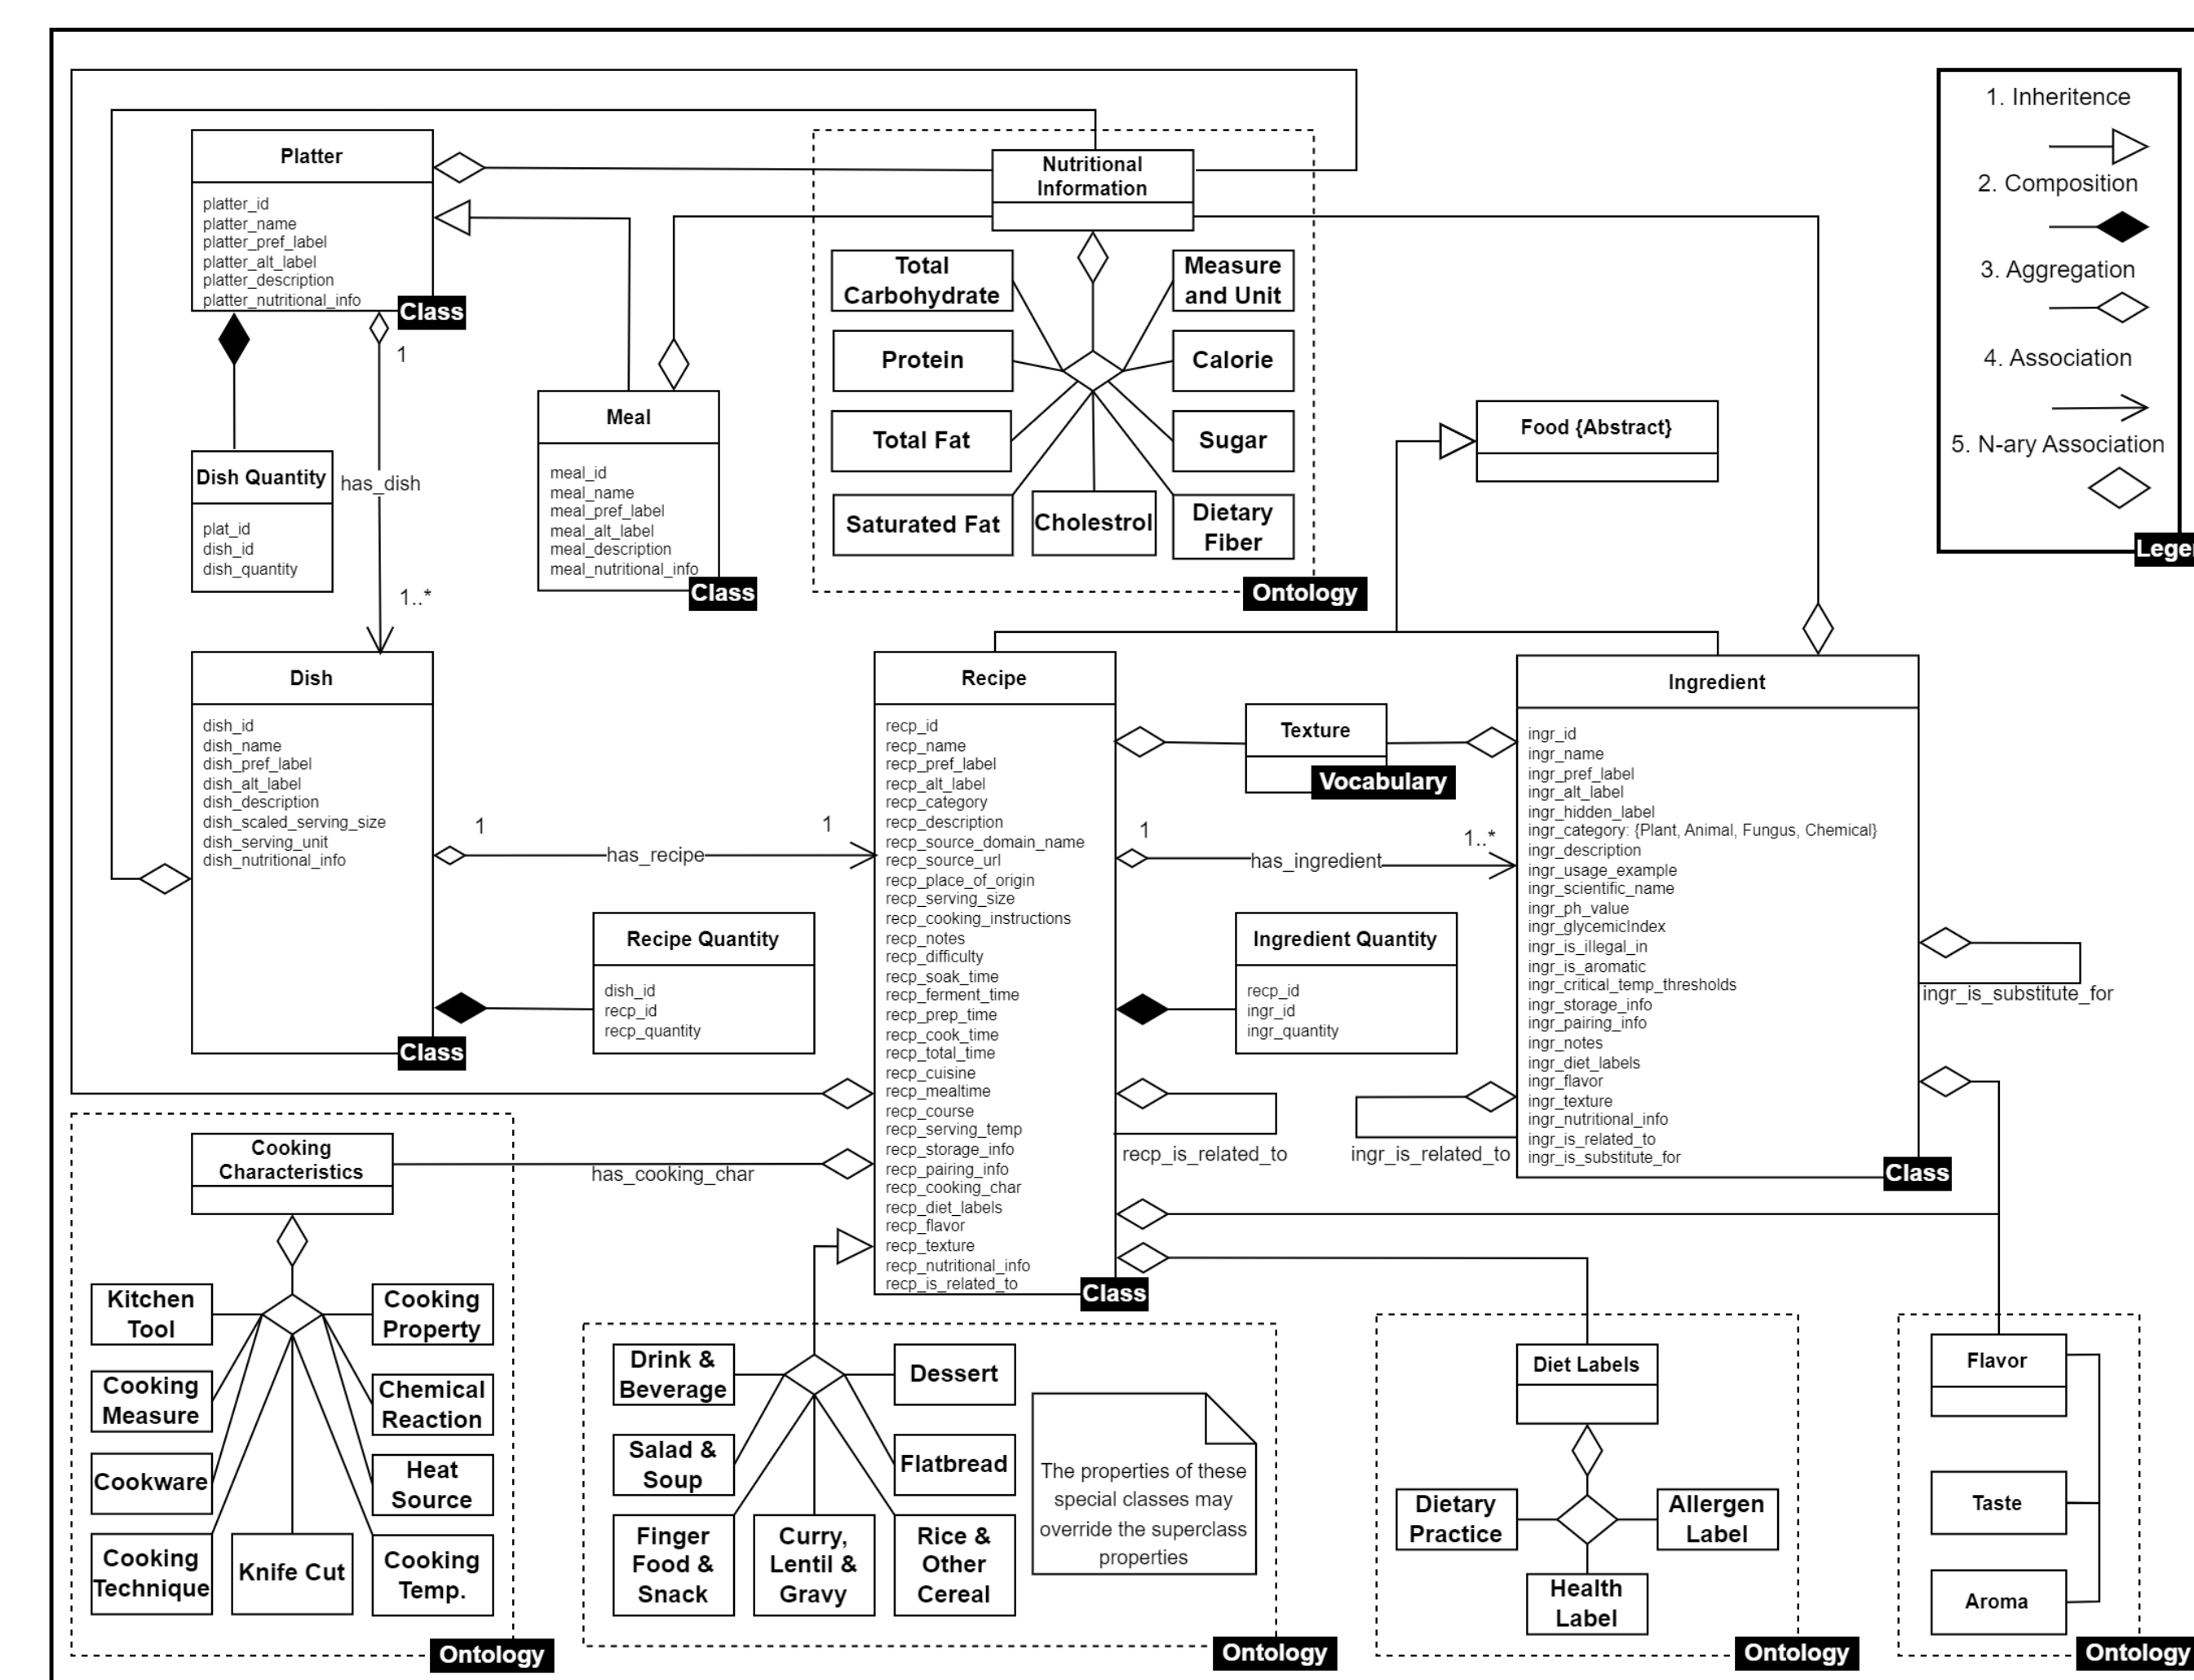 Platter
platter_id
platter_name
platter_pref_label
platter_alt_label
platter_description
platter_nutritional_info
Class
1
has_dish
1..*
Dish Quantity
plat_id
dish_id
dish_quantity
Meal
meal_id
meal_name
meal_pref_label
meal_alt_label
meal_description
meal_nutritional_info
Class
Nutritional
Information
Total
Carbohydrate
Measure
and Unit
Protein
Calorie
Total Fat
Sugar
Saturated Fat
Cholestrol
Dietary
Fiber
Ontology
Food {Abstract}
1. Inheritence
2. Composition
3. Aggregation
4. Association
5. N-ary Association
Lege
Dish
dish_id
dish_name
dish_pref_label
dish_alt_label
dish_description
dish_scaled_serving_size
dish_serving_unit
dish_nutritional_info
Class
1
has_recipe
1
Recipe Quantity
dish_id
recp_id
recp_quantity
Recipe
recp_id
recp_name
recp_pref_label
recp_alt_label
recp_category
recp_description
recp_source_domain_name
recp_source_url
recp_place_of_origin
recp_serving_size
recp_cooking_instructions
recp_notes
recp_difficulty
recp_soak_time
recp_ferment_time
recp_prep_time
recp_cook_time
recp_total_time
recp_cuisine
recp_mealtime
recp_course
recp_serving_temp
recp_storage_info
recp_pairing_info
recp_cooking_char
recp_diet_labels
recp_flavor
recp_texture
recp_nutritional_info
recp_is_related_to
Class
Texture
Vocabulary
1
has_ingredient
1..*
Ingredient Quantity
recp_id
ingr_id
ingr_quantity
recp_is_related_to
ingr_is_related_to
Ingredient
ingr_id
ingr_name
ingr_pref_label
ingr_alt_label
ingr_hidden_label
ingr_category: {Plant, Animal, Fungus, Chemical}
ingr_description
ingr_usage_example
ingr_scientific_name
ingr_ph_value
ingr_glycemicIndex
ingr_is_illegal_in
ingr_is_aromatic
ingr_critical_temp_thresholds
ingr_storage_info
ingr_pairing_info
ingr_notes
ingr_diet_labels
ingr_flavor
ingr_texture
ingr_nutritional_info
ingr_is_related_to
ingr_is_substitute_for
Class
ingr_is_substitute_for
Cooking
Characteristics
has_cooking_char
Kitchen
Tool
Cooking
Property
Cooking
Measure
Chemical
Reaction
Cookware
Heat
Source
Cooking
Technique
Knife Cut
Cooking
Temp.
Ontology
Drink &
Beverage
Dessert
Salad &
Soup
Flatbread
Finger
Food &
Snack
Curry,
Lentil &
Gravy
Rice &
Other
Cereal
The properties of these
special classes may
override the superclass
properties
Ontology
Diet Labels
Dietary
Practice
Allergen
Label
Health
Label
Ontology
Flavor
Taste
Aroma
Ontology